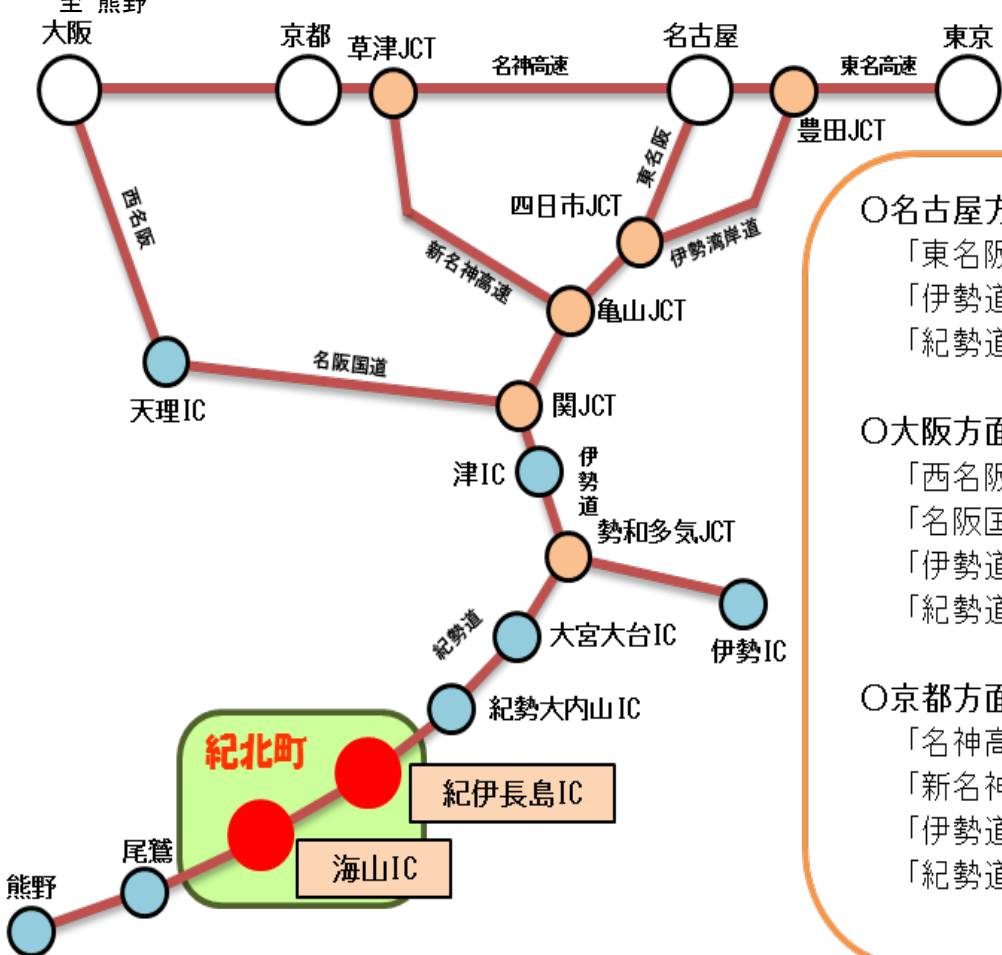 至 熊野
大阪
京都
草津JCT
名神高速
名古屋
東名高速
東京
豊田JCT
西名阪
東名阪
四日市JCT
伊勢湾岸道
新名神高速
亀山JCT
名阪国道
天理IC
関JCT
津IC
伊勢道
勢和多気JCT
紀勢道
大宮大台IC
伊勢IC
紀勢大内山IC
紀北町
紀伊長島IC
海山IC
尾鷲
熊野
〇名古屋方
「東名阪
「伊勢道
「紀勢道
〇大阪方面
「西名阪
「名阪国
「伊勢道
「紀勢道
〇京都方面
「名神高
「新名神
「伊勢道
「紀勢道